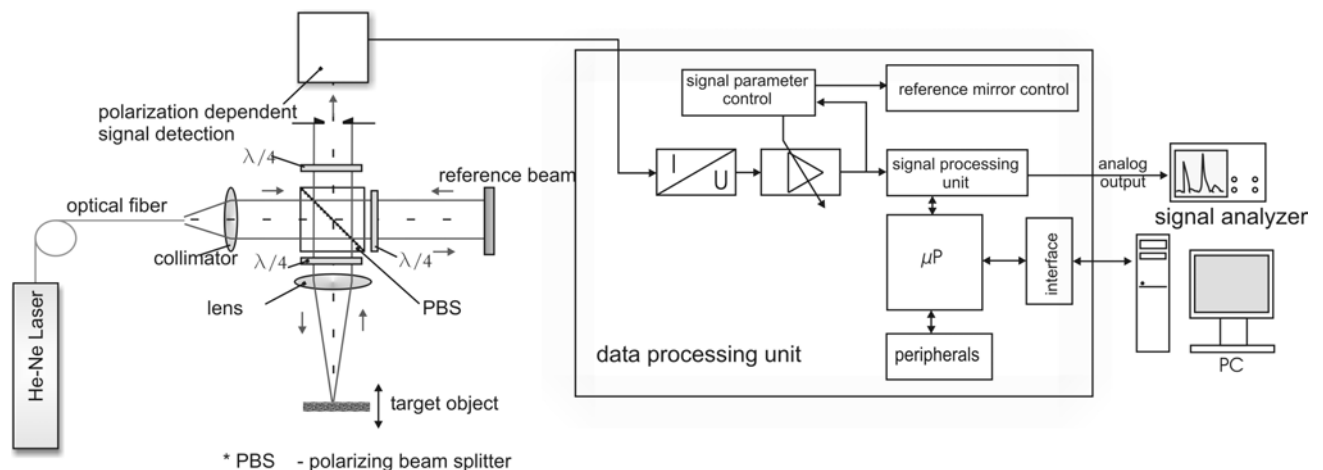 polarization dependent
signal detection
λ/4
reference beam
optical fiber
collimator
λ/4
λ/4
lens
PBS
He-Ne Laser
target object
* PBS - polarizing beam splitter
signal parameter
control
reference mirror control
I
U
signal processing
unit
analog
output
signal analyzer
μP
interface
peripherals
data processing unit
PC